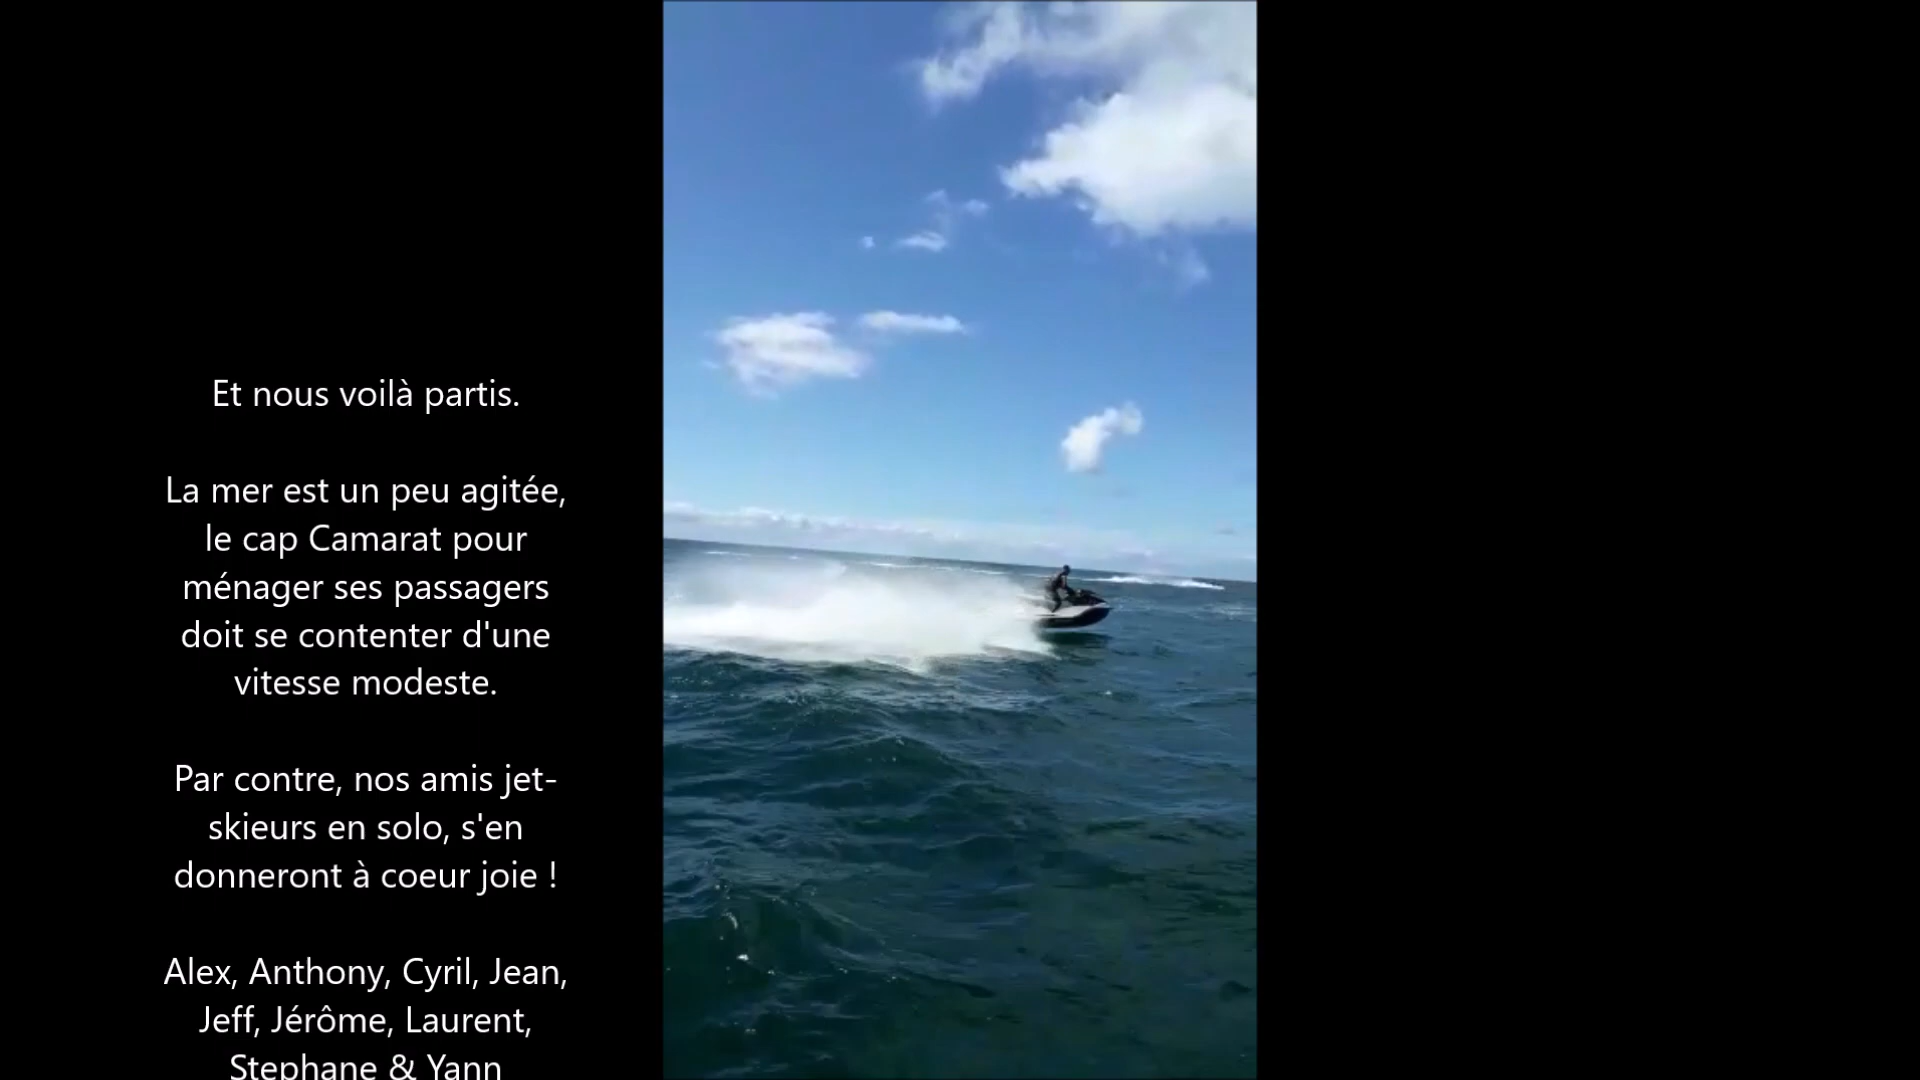 Et nous voilà partis.
La mer est un peu agitée,
le cap Camarat pour
ménager ses passagers
doit se contenter d'une
vitesse modeste.
Par contre, nos amis jet-
skieurs en solo, s'en
donneront à coeur joie !
Alex, Anthony, Cyril, Jean,
Jeff, Jérôme, Laurent,
Stephane & Yann